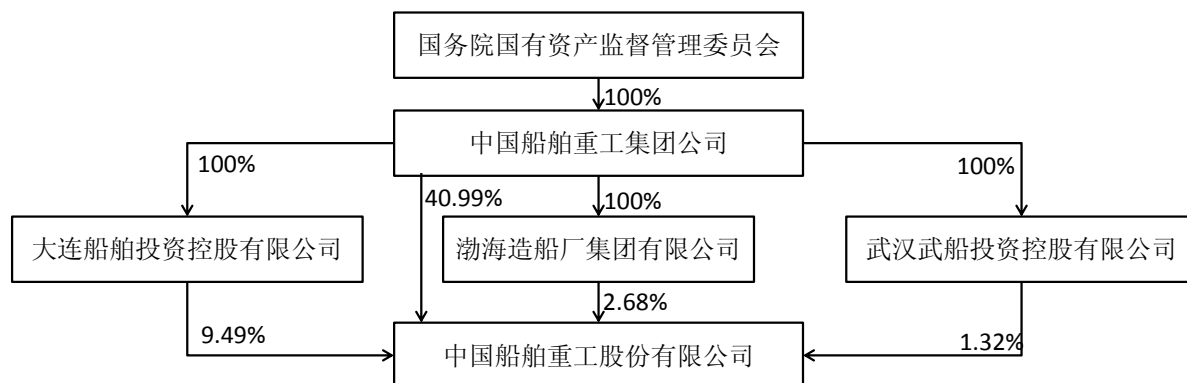 国务院国有资产监督管理委员会
100%
中国船舶重工集团公司
100%
40.99%
100%
100%
大连船舶投资控股有限公司
渤海造船厂集团有限公司
武汉武船投资控股有限公司
9.49%
2.68%
1.32%
中国船舶重工股份有限公司